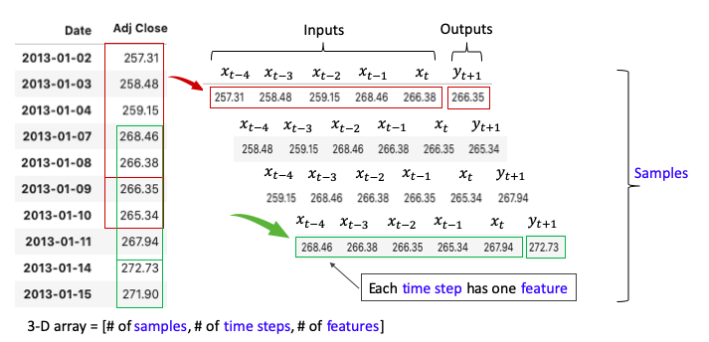 Date Adj Close
2013-01-02 257.31
2013-01-03 258.48
2013-01-04 259.15
2013-01-07 268.46
2013-01-08 266.38
2013-01-09 266.35
2013-01-10 265.34
2013-01-11 267.94
2013-01-14 272.73
2013-01-15 271.90
Inputs Outputs
xₜ₋₄ xₜ₋₃ xₜ₋₂ xₜ₋₁ xₜ yₜ₊₁
257.31 258.48 259.15 268.46 266.38 266.35
xₜ₋₄ xₜ₋₃ xₜ₋₂ xₜ₋₁ xₜ yₜ₊₁
258.48 259.15 268.46 266.38 266.35 265.34
xₜ₋₄ xₜ₋₃ xₜ₋₂ xₜ₋₁ xₜ yₜ₊₁
259.15 268.46 266.38 266.35 265.34 267.94
xₜ₋₄ xₜ₋₃ xₜ₋₂ xₜ₋₁ xₜ yₜ₊₁
268.46 266.38 266.35 265.34 267.94 272.73
Samples
Each time step has one feature
3-D array = [# of samples, # of time steps, # of features]